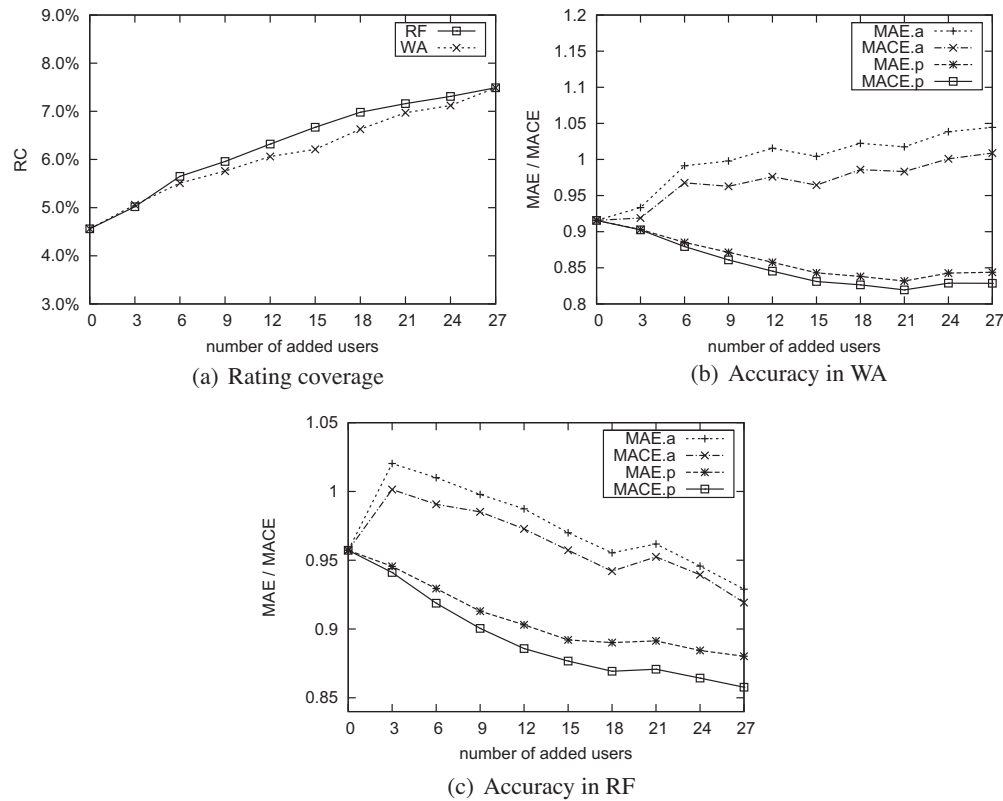 9.0%
8.0%
7.0%
6.0%
5.0%
4.0%
3.0%
RC
RF
WA
0 3 6 9 12 15 18 21 24 27
number of added users
(a) Rating coverage
1.2
1.15
1.1
1.05
1
0.95
0.9
0.85
0.8
MAE / MACE
MAE.a
MACE.a
MAE.p
MACE.p
0 3 6 9 12 15 18 21 24 27
number of added users
(b) Accuracy in WA
1.05
1
0.95
0.9
0.85
MAE / MACE
MAE.a
MACE.a
MAE.p
MACE.p
0 3 6 9 12 15 18 21 24 27
number of added users
(c) Accuracy in RF